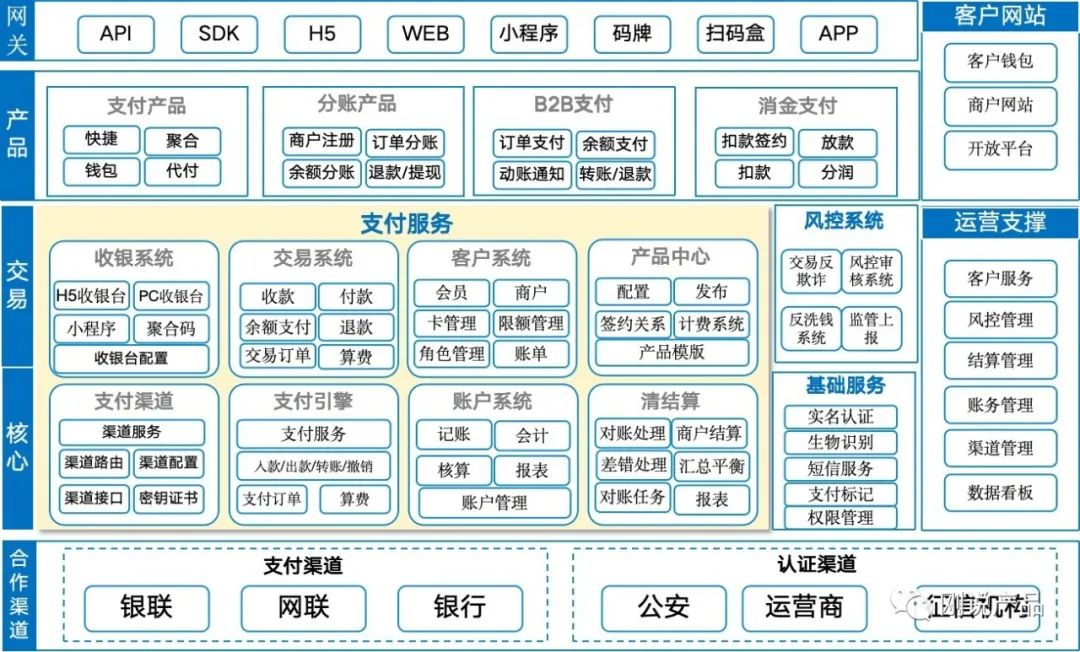 网关
API
SDK
H5
WEB
小程序
码牌
扫码盒
APP
客户网站
客户钱包
商户网站
开放平台
产品
支付产品
快捷
聚合
钱包
代付
分账产品
商户注册
订单分账
余额分账
退款/提现
B2B支付
订单支付
余额支付
动账通知
转账/退款
消金支付
扣款签约
放款
扣款
分润
交易
支付服务
收银系统
H5收银台
PC收银台
小程序
聚合码
收银台配置
交易系统
收款
付款
余额支付
退款
交易订单
算费
客户系统
会员
商户
卡管理
限额管理
角色管理
账单
产品中心
配置
发布
签约关系
计费系统
产品模版
风控系统
交易反欺诈
风控审核系统
反洗钱系统
监管上报
运营支撑
客户服务
风控管理
结算管理
账务管理
渠道管理
数据看板
核心
支付渠道
渠道服务
渠道路由
渠道配置
渠道接口
密钥证书
支付引擎
支付服务
入款/出款/转账/撤销
支付订单
算费
账户系统
记账
会计
核算
报表
账户管理
清结算
对账处理
商户结算
差错处理
汇总平衡
对账任务
报表
基础服务
实名认证
生物识别
短信服务
支付标记
权限管理
合作渠道
支付渠道
银联
网联
银行
认证渠道
公安
运营商
征信机构
刚说产品